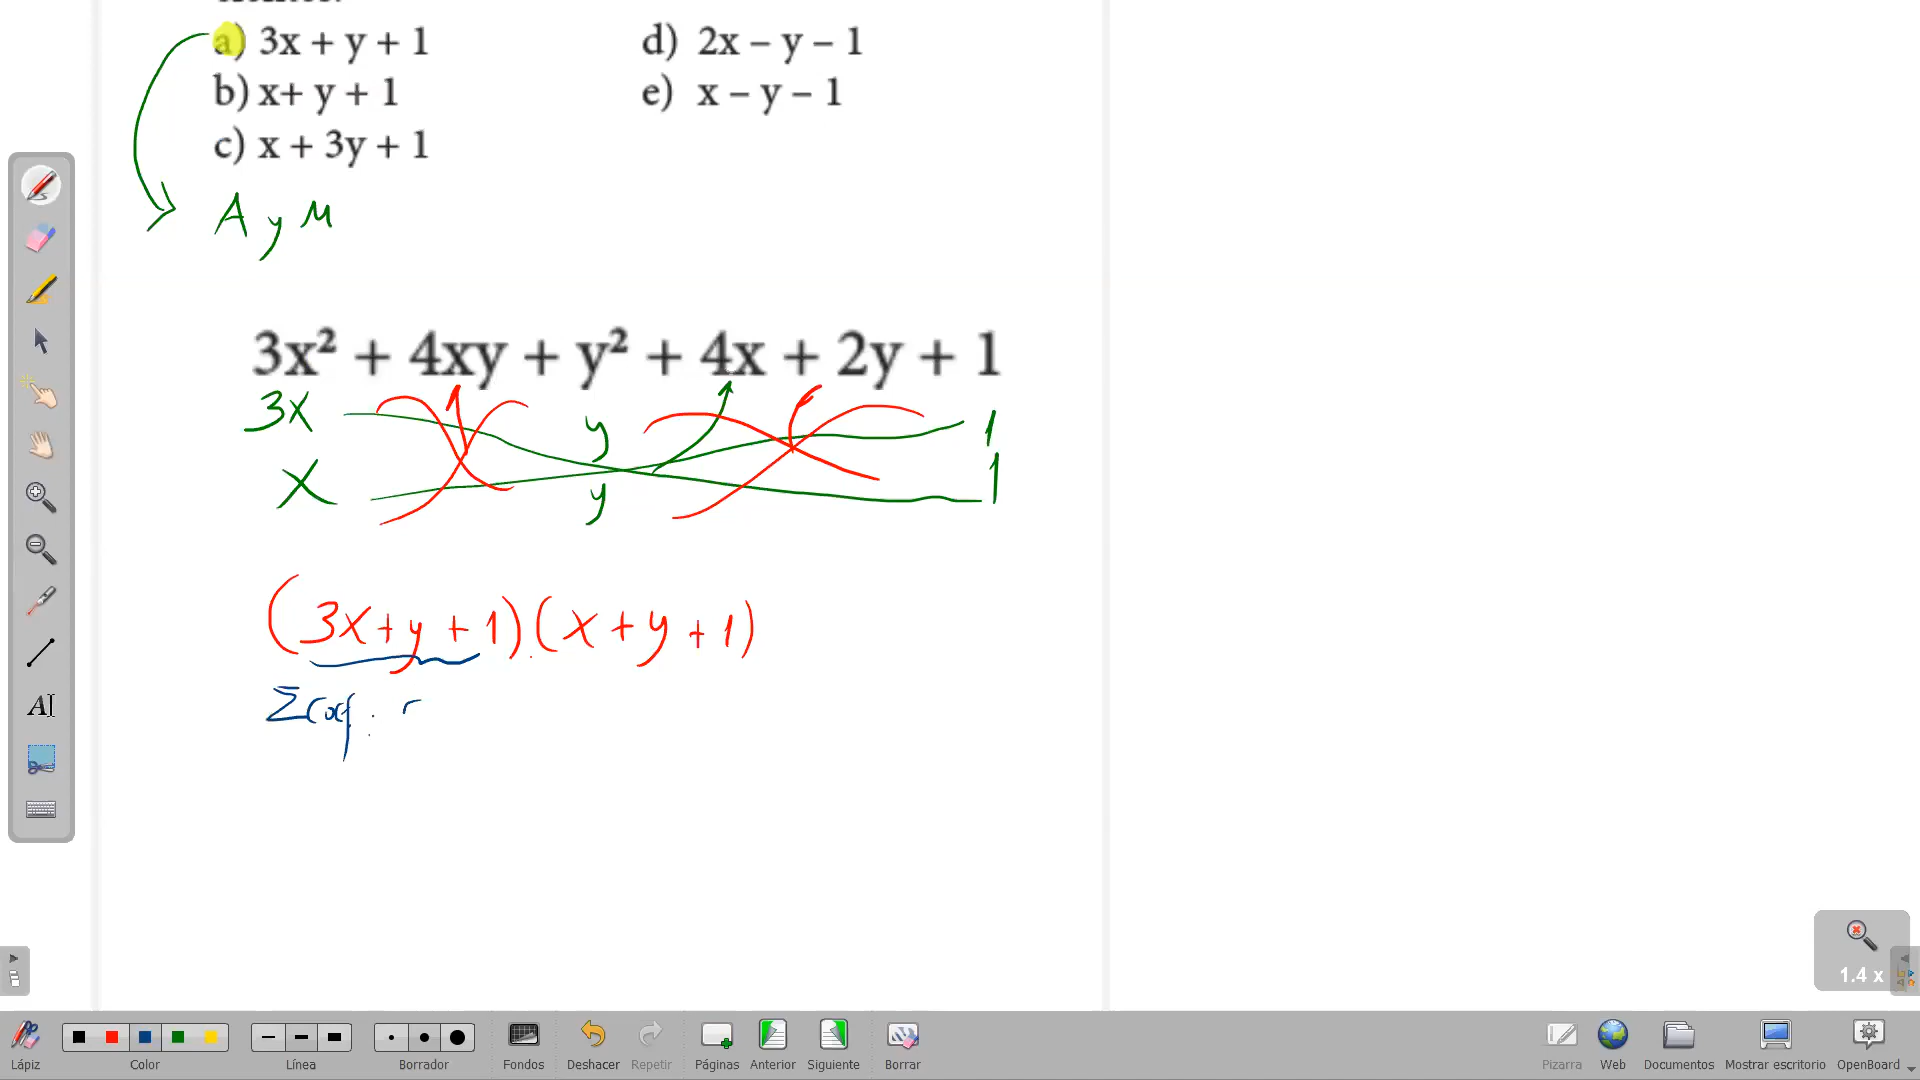 a) 3x + y + 1
d) 2x – y – 1
b) x+ y + 1
e) x – y – 1
c) x + 3y + 1
A y M
3x² + 4xy + y² + 4x + 2y + 1
3x y 1
x y 1
(3x+y+1)(x+y+1)
Σcoef:
1.4 x
Lápiz
Color
Línea
Borrador
Fondos
Deshacer
Repetir
Páginas
Anterior
Siguiente
Borrar
Pizarra
Web
Documentos
Mostrar escritorio
OpenBoard